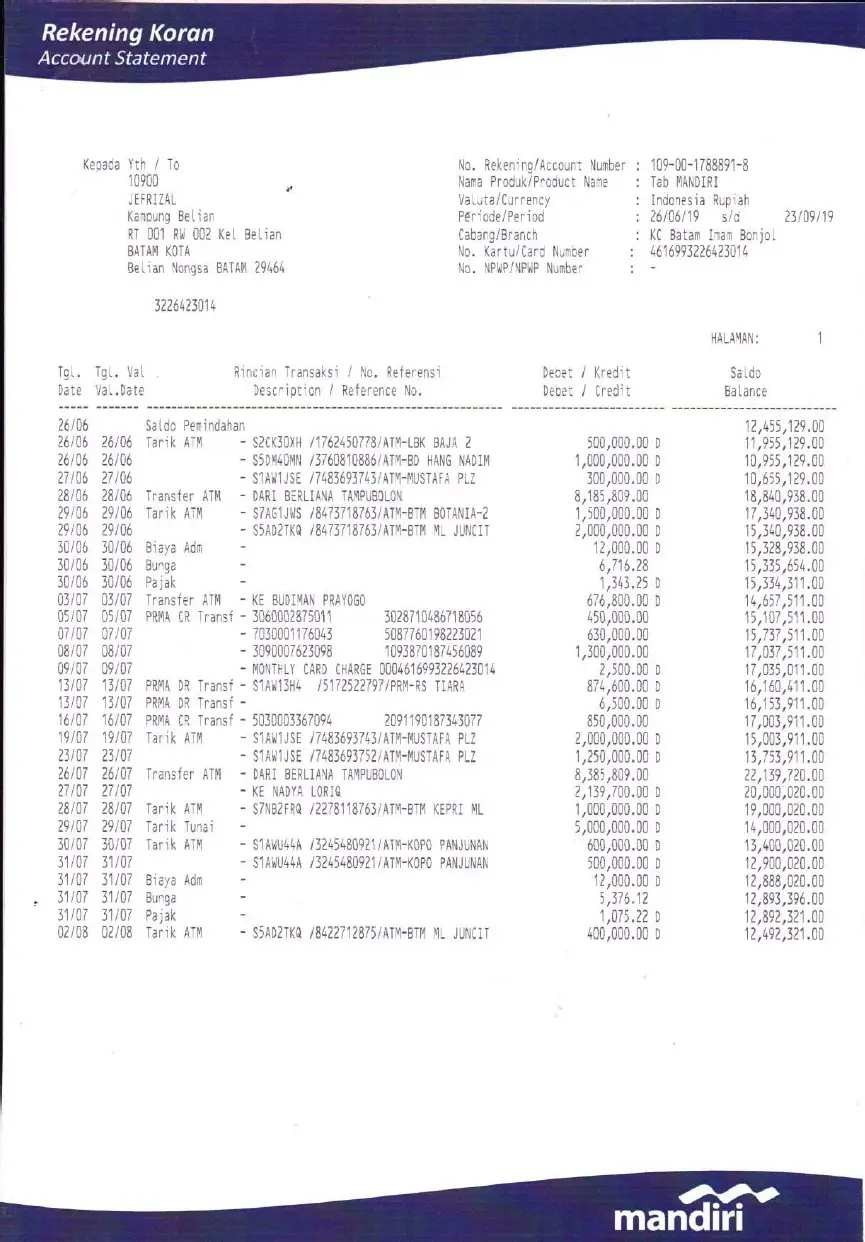 Rekening Koran
Account Statement
Kepada Yth / To
10900
JEFRIZAL
Kampung Belian
RT 001 RW 002 Kel Belian
BATAM KOTA
Belian Nongsa BATAM 29464
3226423014
No. Rekening/Account Number : 109-00-1788891-8
Nama Produk/Product Name : Tab MANDIRI
Valuta/Currency : Indonesia Rupiah
Periode/Period : 26/06/19 s/d 23/09/19
Cabang/Branch : KC Batam Imam Bonjol
No. Kartu/Card Number : 4616993226423014
No. NPWP/NPWP Number : -
HALAMAN: 1
Tgl. Tgl. Val . Rincian Transaksi / No. Referensi Debet / Kredit Saldo
Date Val.Date Description / Reference No. Debet / Credit Balance
26/06 Saldo Pemindahan 12,455,129.00
26/06 26/06 Tarik ATM - S2CK3OXH /1762450778/ATM-LBK BAJA 2 500,000.00 D 11,955,129.00
26/06 26/06 - S5DM4OMN /3760810886/ATM-BD HANG NADIM 1,000,000.00 D 10,955,129.00
27/06 27/06 - S1AW1JSE /7483693743/ATM-MUSTAFA PLZ 300,000.00 D 10,655,129.00
28/06 28/06 Transfer ATM - DARI BERLIANA TAMPUBOLON 8,185,809.00 18,840,938.00
29/06 29/06 Tarik ATM - S7AG1JWS /8473718763/ATM-BTM BOTANIA-2 1,500,000.00 D 17,340,938.00
29/06 29/06 - S5AD2TKQ /8473718763/ATM-BTM ML JUNCIT 2,000,000.00 D 15,340,938.00
30/06 30/06 Biaya Adm - 12,000.00 D 15,328,938.00
30/06 30/06 Bunga - 6,716.28 15,335,654.00
30/06 30/06 Pajak - 1,343.25 D 15,334,311.00
03/07 03/07 Transfer ATM - KE BUDIMAN PRAYOGO 676,800.00 D 14,657,511.00
05/07 05/07 PRMA CR Transf - 3060002875011 3028710486718056 450,000.00 15,107,511.00
07/07 07/07 - 7030001176043 5087760198223021 630,000.00 15,737,511.00
08/07 08/07 - 3090007623098 1093870187456089 1,300,000.00 17,037,511.00
09/07 09/07 - MONTHLY CARD CHARGE 0004616993226423014 2,500.00 D 17,035,011.00
13/07 13/07 PRMA DR Transf - S1AW13H4 /5172522797/PRM-RS TIARA 874,600.00 D 16,160,411.00
13/07 13/07 PRMA DR Transf - 6,500.00 D 16,153,911.00
16/07 16/07 PRMA CR Transf - 5030003367094 2091190187343077 850,000.00 17,003,911.00
19/07 19/07 Tarik ATM - S1AW1JSE /7483693743/ATM-MUSTAFA PLZ 2,000,000.00 D 15,003,911.00
23/07 23/07 - S1AW1JSE /7483693752/ATM-MUSTAFA PLZ 1,250,000.00 D 13,753,911.00
26/07 26/07 Transfer ATM - DARI BERLIANA TAMPUBOLON 8,385,809.00 22,139,720.00
27/07 27/07 - KE NADYA LORIQ 2,139,700.00 D 20,000,020.00
28/07 28/07 Tarik ATM - S7NB2FRQ /2278118763/ATM-BTM KEPRI ML 1,000,000.00 D 19,000,020.00
29/07 29/07 Tarik Tunai - 5,000,000.00 D 14,000,020.00
30/07 30/07 Tarik ATM - S1AWU44A /3245480921/ATM-KOPO PANJUNAN 600,000.00 D 13,400,020.00
31/07 31/07 - S1AWU44A /3245480921/ATM-KOPO PANJUNAN 500,000.00 D 12,900,020.00
31/07 31/07 Biaya Adm - 12,000.00 D 12,888,020.00
31/07 31/07 Bunga - 5,376.12 12,893,396.00
31/07 31/07 Pajak - 1,075.22 D 12,892,321.00
02/08 02/08 Tarik ATM - S5AD2TKQ /8422712875/ATM-BTM ML JUNCIT 400,000.00 D 12,492,321.00
mandiri